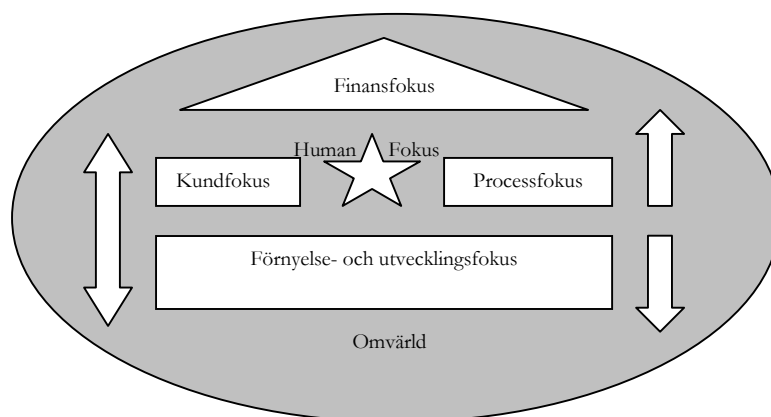 Finansfokus
Human Fokus
Kundfokus
Processfokus
Förnyelse- och utvecklingsfokus
Omvärld